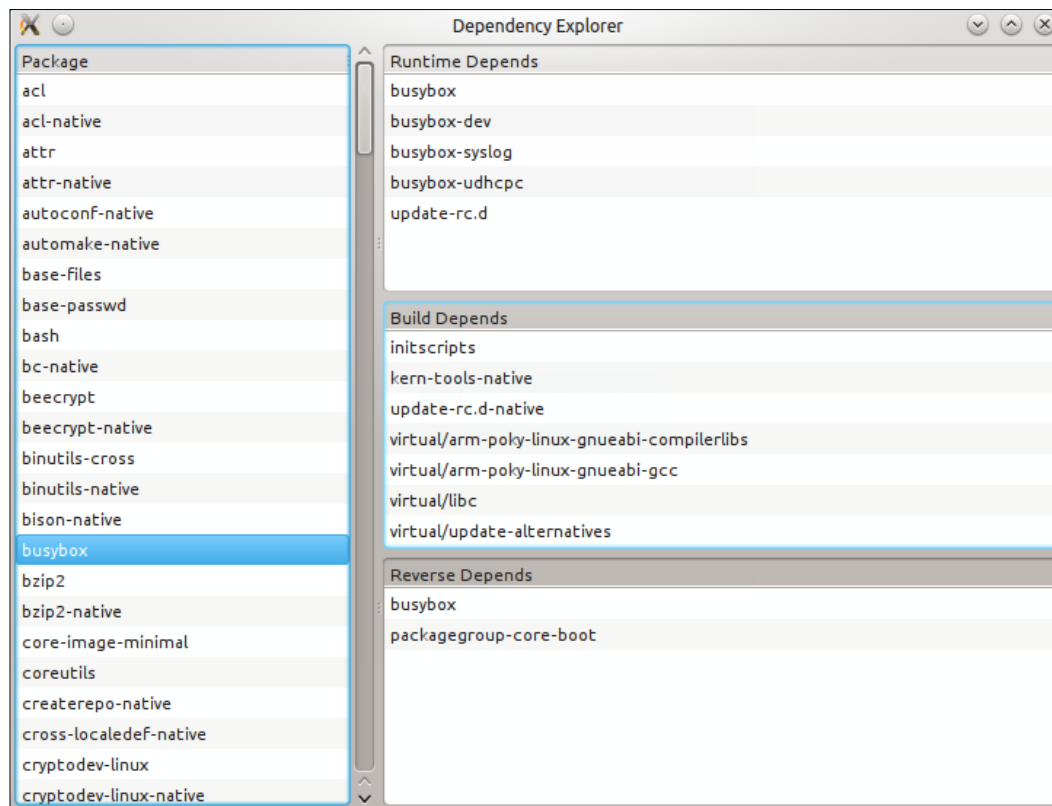 Dependency Explorer
Package
acl
acl-native
attr
attr-native
autoconf-native
automake-native
base-files
base-passwd
bash
bc-native
beecrypt
beecrypt-native
binutils-cross
binutils-native
bison-native
busybox
bzip2
bzip2-native
core-image-minimal
coreutils
createrepo-native
cross-localedef-native
cryptodev-linux
cryptodev-linux-native
Runtime Depends
busybox
busybox-dev
busybox-syslog
busybox-udhcpc
update-rc.d
Build Depends
initscripts
kern-tools-native
update-rc.d-native
virtual/arm-poky-linux-gnueabi-compilerlibs
virtual/arm-poky-linux-gnueabi-gcc
virtual/libc
virtual/update-alternatives
Reverse Depends
busybox
packagegroup-core-boot